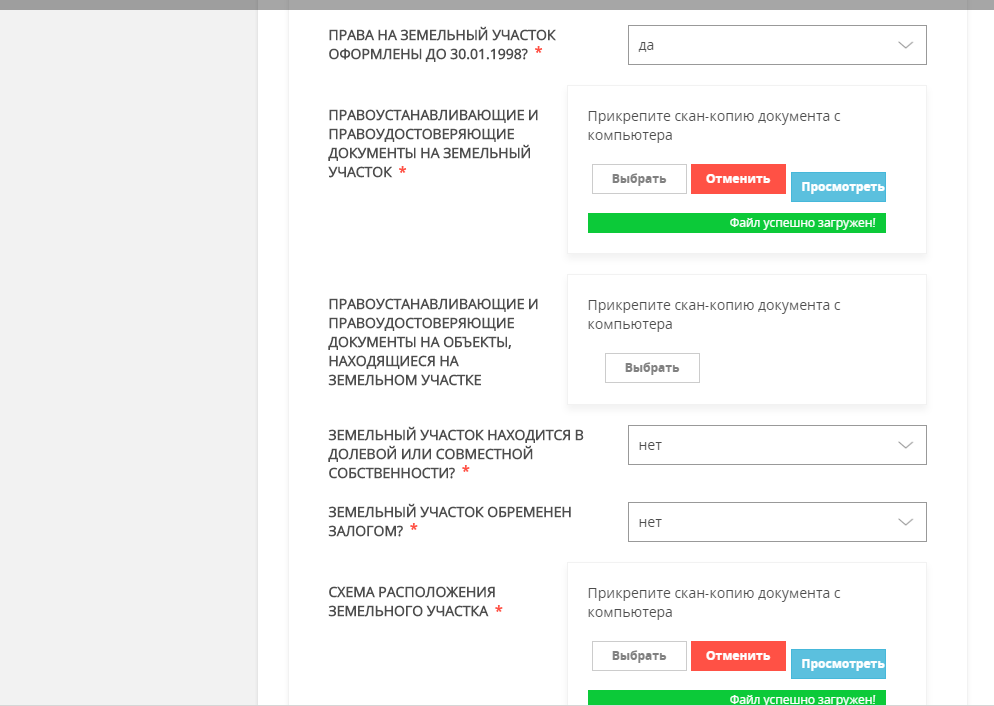 ПРАВА НА ЗЕМЕЛЬНЫЙ УЧАСТОК
ОФОРМЛЕНЫ ДО 30.01.1998? *
да
ПРАВОУСТАНАВЛИВАЮЩИЕ И
ПРАВОУДОСТОВЕРЯЮЩИЕ
ДОКУМЕНТЫ НА ЗЕМЕЛЬНЫЙ
УЧАСТОК *
Прикрепите скан-копию документа с
компьютера
Выбрать Отменить Просмотреть
Файл успешно загружен!
ПРАВОУСТАНАВЛИВАЮЩИЕ И
ПРАВОУДОСТОВЕРЯЮЩИЕ
ДОКУМЕНТЫ НА ОБЪЕКТЫ,
НАХОДЯЩИЕСЯ НА
ЗЕМЕЛЬНОМ УЧАСТКЕ
Прикрепите скан-копию документа с
компьютера
Выбрать
ЗЕМЕЛЬНЫЙ УЧАСТОК НАХОДИТСЯ В
ДОЛЕВОЙ ИЛИ СОВМЕСТНОЙ
СОБСТВЕННОСТИ? *
нет
ЗЕМЕЛЬНЫЙ УЧАСТОК ОБРЕМЕНЕН
ЗАЛОГОМ? *
нет
СХЕМА РАСПОЛОЖЕНИЯ
ЗЕМЕЛЬНОГО УЧАСТКА *
Прикрепите скан-копию документа с
компьютера
Выбрать Отменить Просмотреть
Файл успешно загружен!